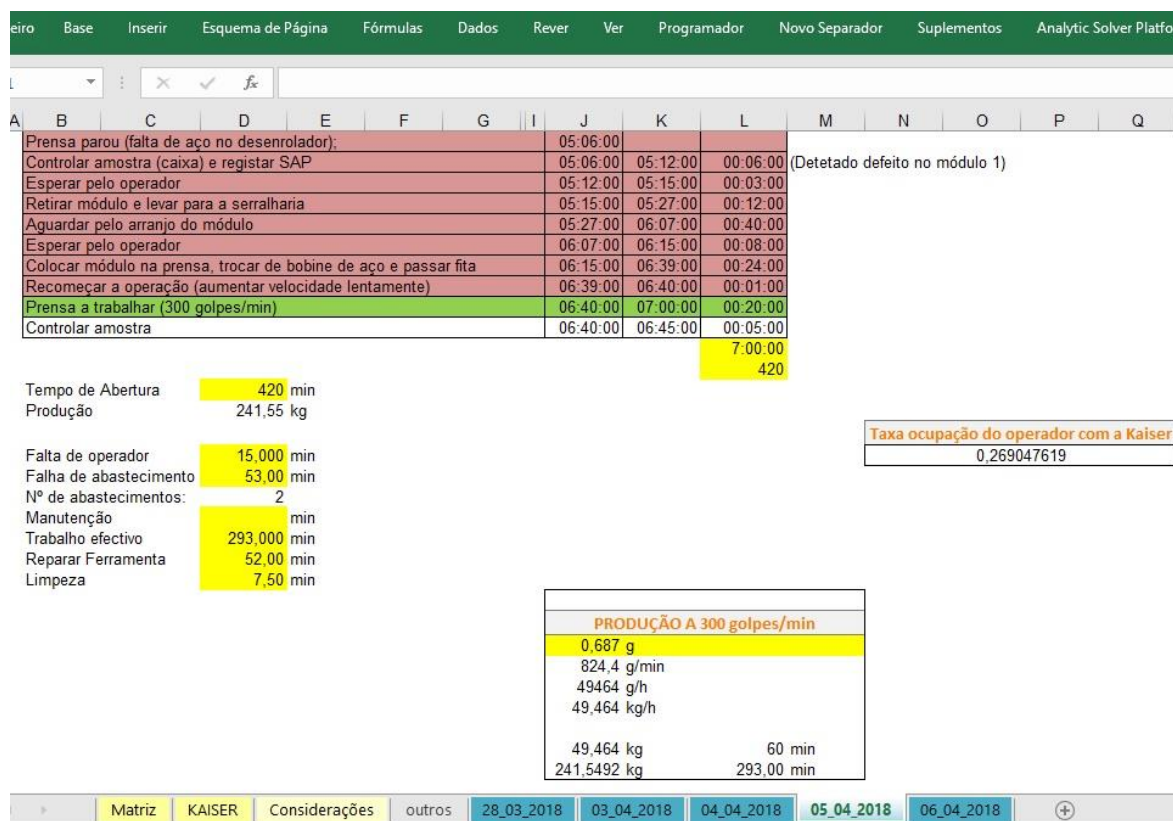 eiro Base Inserir Esquema de Página Fórmulas Dados Rever Ver Programador Novo Separador Suplementos Analytic Solver Platfo
1 fx
A B C D E F G I J K L M N O P Q
Prensa parou (falta de aço no desenrolador); 05:06:00
Controlar amostra (caixa) e registar SAP 05:06:00 05:12:00 00:06:00 (Detetado defeito no módulo 1)
Esperar pelo operador 05:12:00 05:15:00 00:03:00
Retirar módulo e levar para a serralharia 05:15:00 05:27:00 00:12:00
Aguardar pelo arranjo do módulo 05:27:00 06:07:00 00:40:00
Esperar pelo operador 06:07:00 06:15:00 00:08:00
Colocar módulo na prensa, trocar de bobine de aço e passar fita 06:15:00 06:39:00 00:24:00
Recomeçar a operação (aumentar velocidade lentamente) 06:39:00 06:40:00 00:01:00
Prensa a trabalhar (300 golpes/min) 06:40:00 07:00:00 00:20:00
Controlar amostra 06:40:00 06:45:00 00:05:00
7:00:00
420
Tempo de Abertura 420 min
Produção 241,55 kg
Taxa ocupação do operador com a Kaiser
Falta de operador 15,000 min 0,269047619
Falha de abastecimento 53,00 min
Nº de abastecimentos: 2
Manutenção min
Trabalho efectivo 293,000 min
Reparar Ferramenta 52,00 min
Limpeza 7,50 min
PRODUÇÃO A 300 golpes/min
0,687 g
824,4 g/min
49464 g/h
49,464 kg/h
49,464 kg 60 min
241,5492 kg 293,00 min
Matriz KAISER Considerações outros 28_03_2018 03_04_2018 04_04_2018 05_04_2018 06_04_2018